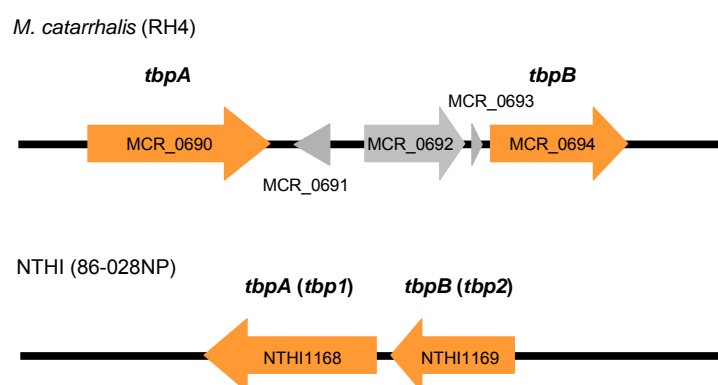 M. catarrhalis (RH4)
tbpA
tbpB
MCR_0693
MCR_0690
MCR_0692
MCR_0694
MCR_0691
NTHI (86-028NP)
tbpA (tbp1)
tbpB (tbp2)
NTHI1168
NTHI1169